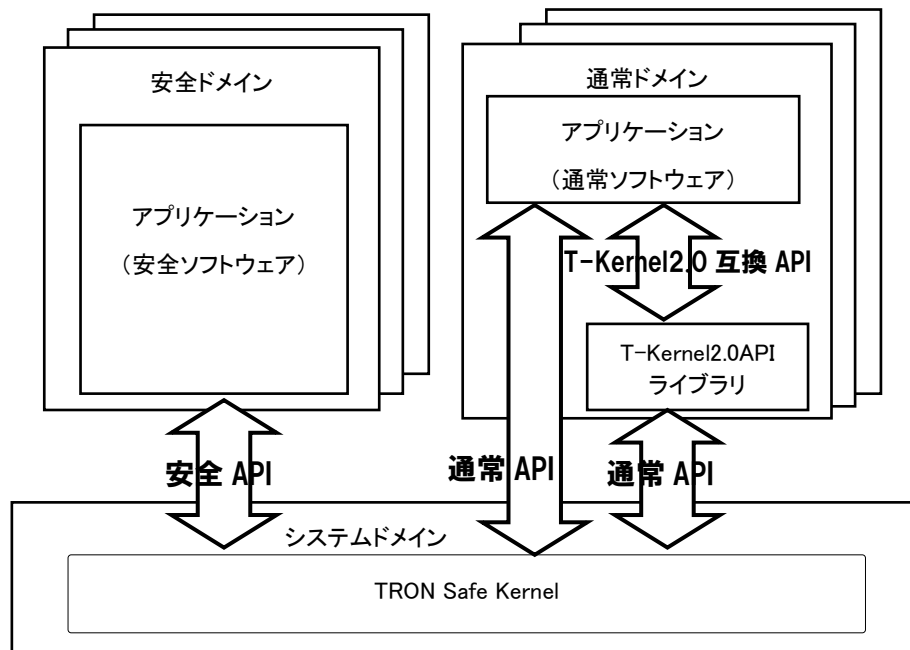 安全ドメイン
アプリケーション
（安全ソフトウェア）
通常ドメイン
アプリケーション
（通常ソフトウェア）
T-Kernel2.0 互換 API
T-Kernel2.0API
ライブラリ
安全 API
通常 API
通常 API
システムドメイン
TRON Safe Kernel